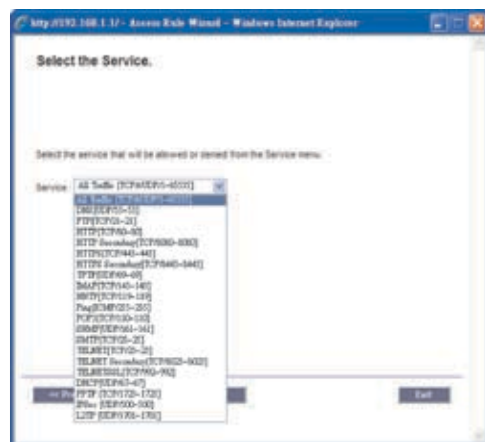 http://192.168.1.1/ - Access Rule Wizard - Windows Internet Explorer
Select the Service.
Select the service that will be allowed or denied from the Service menu.
Service All Traffic [TCP&UDP/1~65535]
All Traffic [TCP&UDP/1~65535]
DNS[UDP/53~53]
FTP[TCP/21~21]
HTTP[TCP/80~80]
HTTP Secondary[TCP/8080~8080]
HTTPS[TCP/443~443]
HTTPS Secondary[TCP/8443~8443]
TFTP[UDP/69~69]
IMAP[TCP/143~143]
NNTP[TCP/119~119]
Ping[ICMP/255~255]
POP3[TCP/110~110]
SNMP[UDP/161~161]
SMTP[TCP/25~25]
TELNET[TCP/23~23]
TELNET Secondary[TCP/8023~8023]
TELNETSSL[TCP/992~992]
DHCP[UDP/67~67]
PPTP [TCP/1723~1723]
IPSec [UDP/500~500]
L2TP [UDP/1701~1701]
Exit